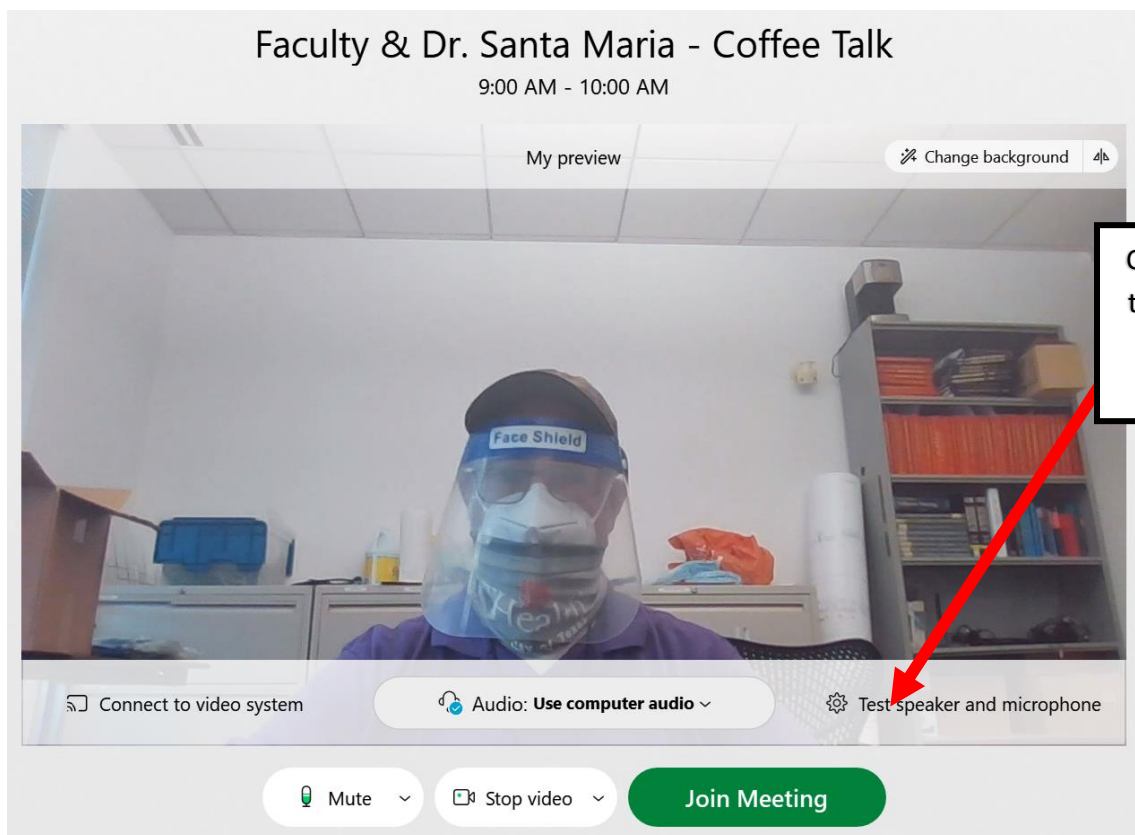 Faculty & Dr. Santa Maria - Coffee Talk
9:00 AM - 10:00 AM
My preview
Change background
Face Shield
Connect to video system
Audio: Use computer audio
Test speaker and microphone
Mute
Stop video
Join Meeting